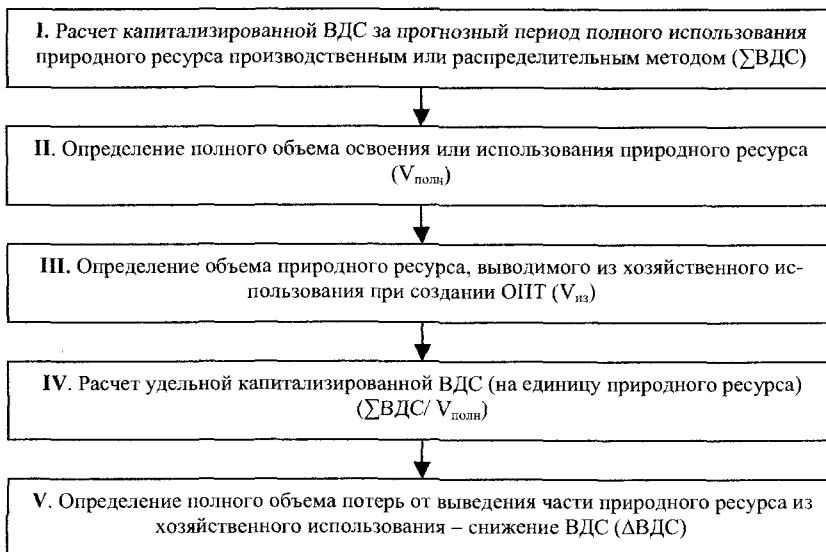 I. Расчет капитализированной ВДС за прогнозный период полного использования
природного ресурса производственным или распределительным методом (∑ВДС)
II. Определение полного объема освоения или использования природного ресурса
(Vполн)
III. Определение объема природного ресурса, выводимого из хозяйственного ис-
пользования при создании ОПТ (Vиз)
IV. Расчет удельной капитализированной ВДС (на единицу природного ресурса)
(∑ВДС/ Vполн)
V. Определение полного объема потерь от выведения части природного ресурса из
хозяйственного использования – снижение ВДС (ΔВДС)